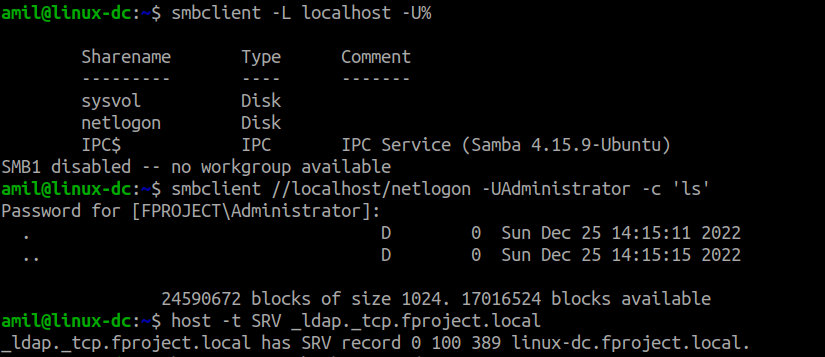 amil@linux-dc:~$ smbclient -L localhost -U%
Sharename Type Comment
--------- ---- -------
sysvol Disk
netlogon Disk
IPC$ IPC IPC Service (Samba 4.15.9-Ubuntu)
SMB1 disabled -- no workgroup available
amil@linux-dc:~$ smbclient //localhost/netlogon -UAdministrator -c 'ls'
Password for [FPROJECT\Administrator]:
. D 0 Sun Dec 25 14:15:11 2022
.. D 0 Sun Dec 25 14:15:15 2022
24590672 blocks of size 1024. 17016524 blocks available
amil@linux-dc:~$ host -t SRV _ldap._tcp.fproject.local
_ldap._tcp.fproject.local has SRV record 0 100 389 linux-dc.fproject.local.